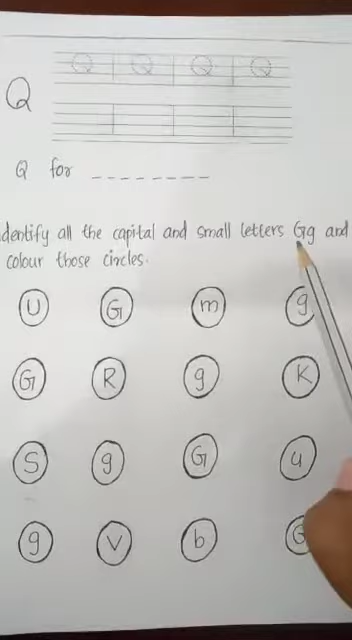 Q Q Q Q
Q
Q for --------
dentify all the capital and small letters Gg and
colour those circles.
U G m g
G R g K
S g G u
g V b G